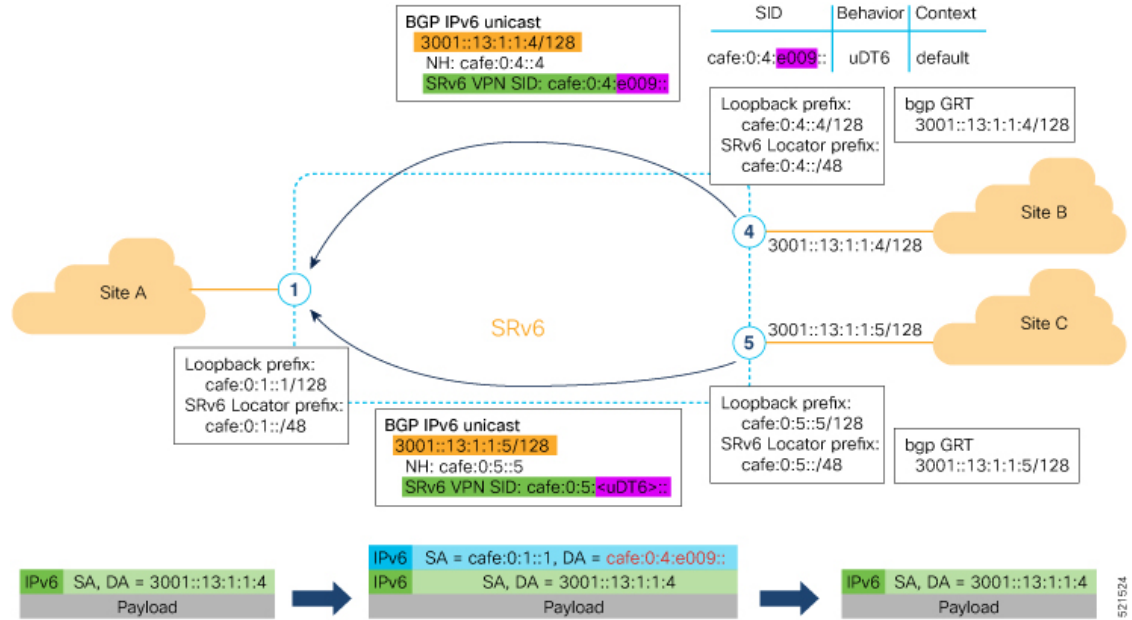 BGP IPv6 unicast
3001::13:1:1:4/128
NH: cafe:0:4::4
SRv6 VPN SID: cafe:0:4:e009::
SID Behavior Context
cafe:0:4:e009:: uDT6 default
Loopback prefix:
cafe:0:4::4/128
SRv6 Locator prefix:
cafe:0:4::/48
bgp GRT
3001::13:1:1:4/128
Site B
4
3001::13:1:1:4/128
Site A
1
SRv6
3001::13:1:1:5/128
5
Site C
Loopback prefix:
cafe:0:1::1/128
SRv6 Locator prefix:
cafe:0:1::/48
BGP IPv6 unicast
3001::13:1:1:5/128
NH: cafe:0:5::5
SRv6 VPN SID: cafe:0:5:<uDT6>::
Loopback prefix:
cafe:0:5::5/128
SRv6 Locator prefix:
cafe:0:5::/48
bgp GRT
3001::13:1:1:5/128
IPv6 SA, DA = 3001::13:1:1:4
Payload
IPv6 SA = cafe:0:1::1, DA = cafe:0:4:e009::
IPv6 SA, DA = 3001::13:1:1:4
Payload
IPv6 SA, DA = 3001::13:1:1:4
Payload
521524